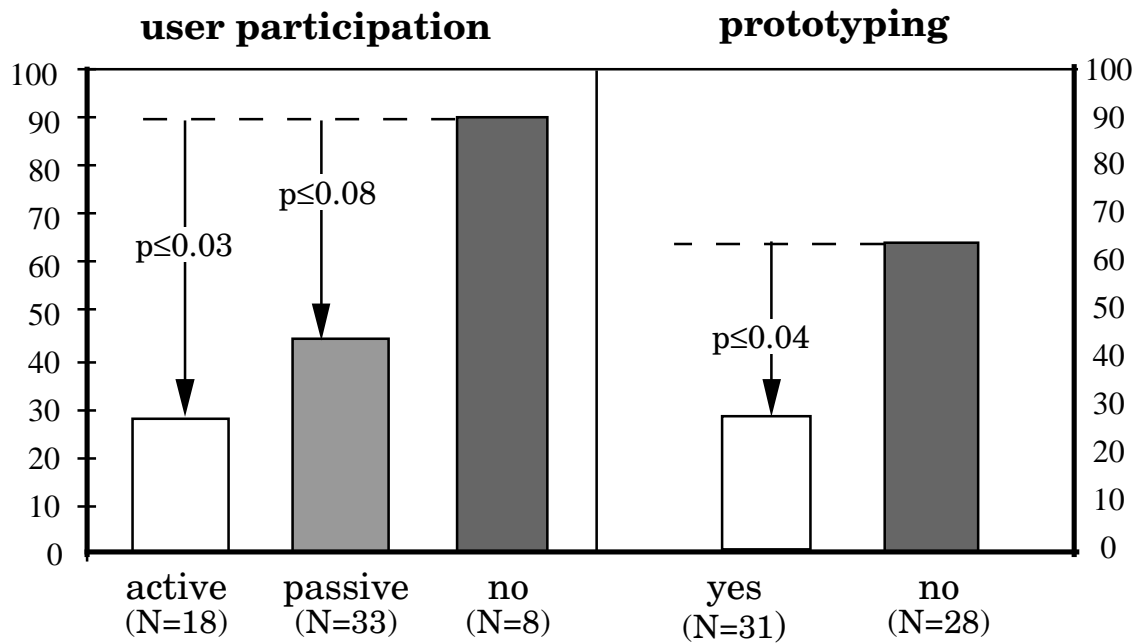 user participation
prototyping
100
90
80
70
60
50
40
30
20
10
0
p≤0.03
p≤0.08
p≤0.04
100
90
80
70
60
50
40
30
20
10
0
active
(N=18)
passive
(N=33)
no
(N=8)
yes
(N=31)
no
(N=28)